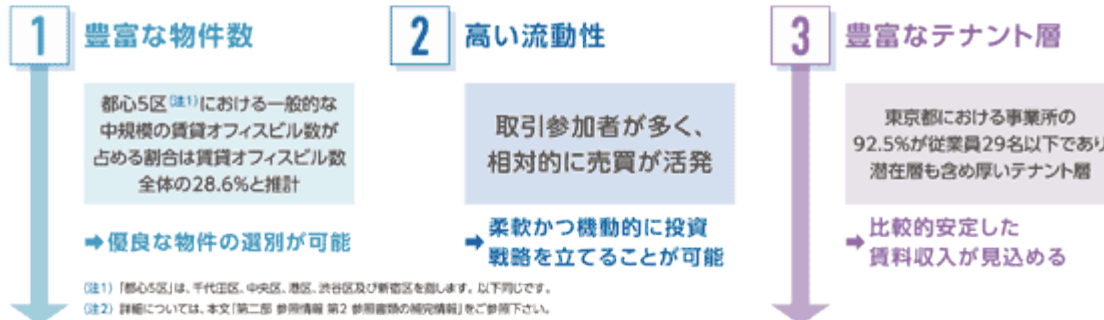 1 豊富な物件数
都心5区(注1)における一般的な
中規模の賃貸オフィスビル数が
占める割合は賃貸オフィスビル数
全体の28.6%と推計
➡優良な物件の選別が可能
2 高い流動性
取引参加者が多く、
相対的に売買が活発
➡柔軟かつ機動的に投資
戦略を立てることが可能
3 豊富なテナント層
東京都における事業所の
92.5%が従業員29名以下であり
潜在層も含め厚いテナント層
➡比較的安定した
賃料収入が見込める
(注1)「都心5区」は、千代田区、中央区、港区、渋谷区及び新宿区を指します。以下同じです。
(注2) 詳細については、本文「第二部 参照情報 第2 参照書類の補完情報」をご参照下さい。